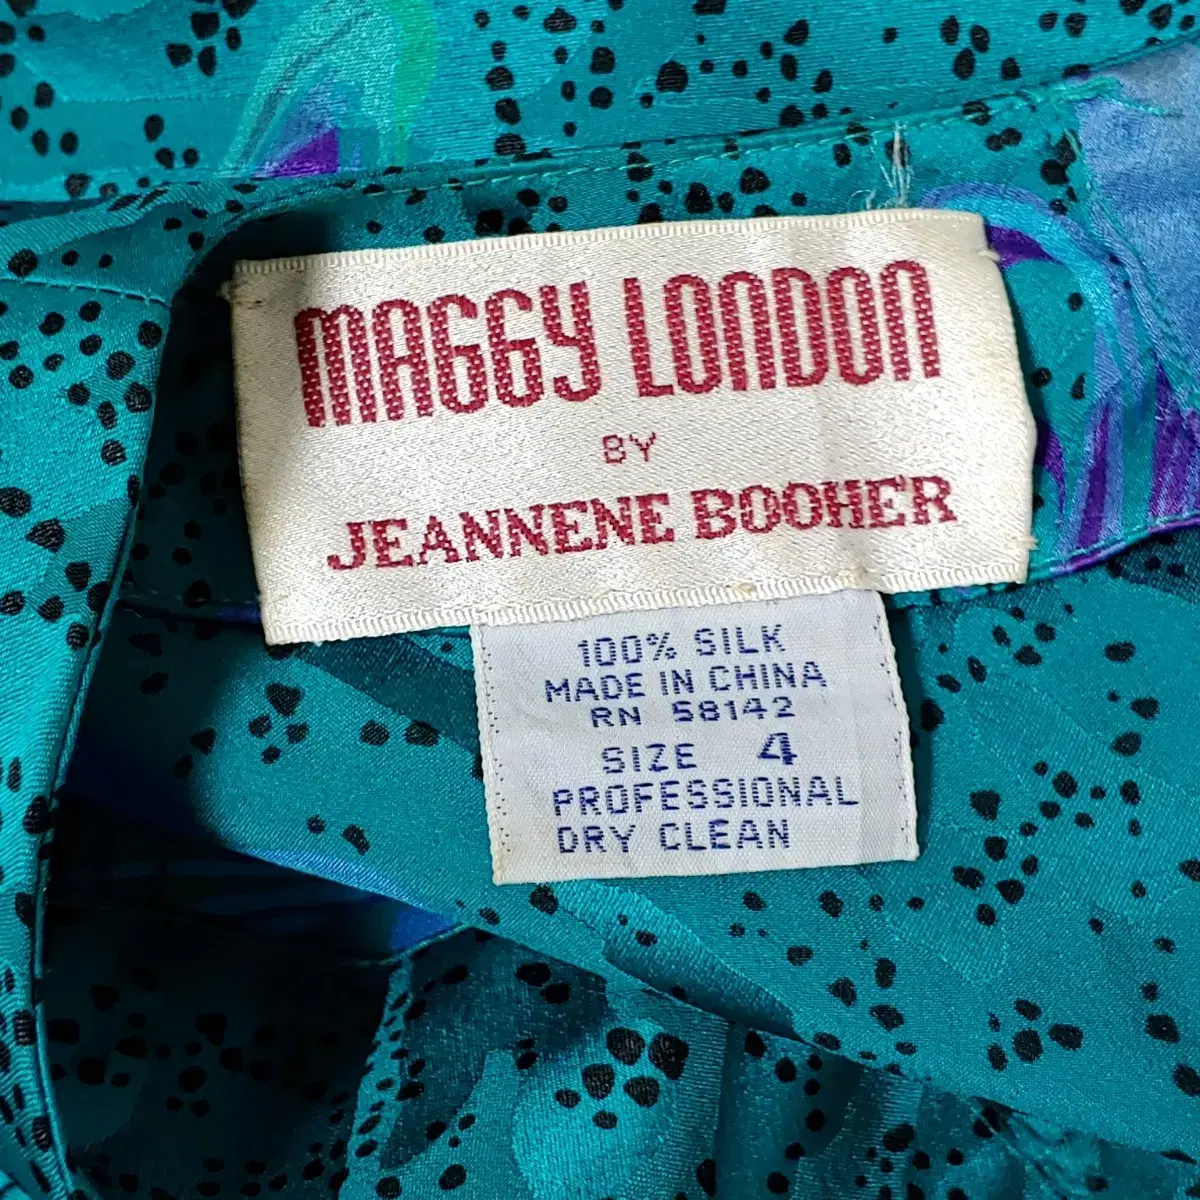 MAGGY LONDON
BY
JEANNENE BOOHER
100% SILK
MADE IN CHINA
RN 58142
SIZE 4
PROFESSIONAL
DRY CLEAN